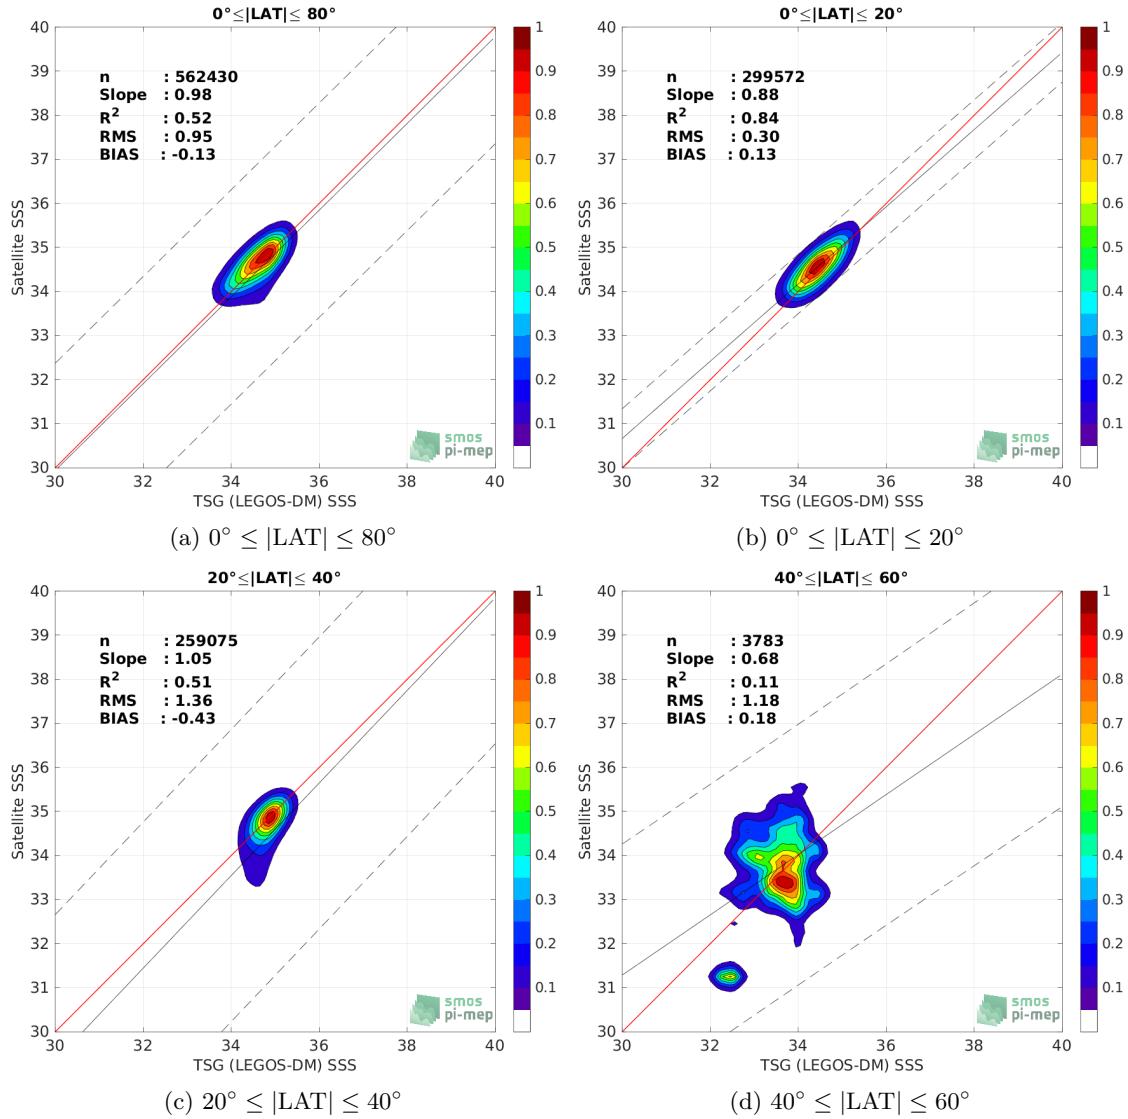 0°≤|LAT|≤ 80°
n : 562430
Slope : 0.98
R² : 0.52
RMS : 0.95
BIAS : -0.13
Satellite SSS
40
39
38
37
36
35
34
33
32
31
30
30 32 34 36 38 40
TSG (LEGOS-DM) SSS
smos
pi-mep
1
0.9
0.8
0.7
0.6
0.5
0.4
0.3
0.2
0.1
(a) 0° ≤ |LAT| ≤ 80°
0°≤|LAT|≤ 20°
n : 299572
Slope : 0.88
R² : 0.84
RMS : 0.30
BIAS : 0.13
Satellite SSS
40
39
38
37
36
35
34
33
32
31
30
30 32 34 36 38 40
TSG (LEGOS-DM) SSS
smos
pi-mep
1
0.9
0.8
0.7
0.6
0.5
0.4
0.3
0.2
0.1
(b) 0° ≤ |LAT| ≤ 20°
20°≤|LAT|≤ 40°
n : 259075
Slope : 1.05
R² : 0.51
RMS : 1.36
BIAS : -0.43
Satellite SSS
40
39
38
37
36
35
34
33
32
31
30
30 32 34 36 38 40
TSG (LEGOS-DM) SSS
smos
pi-mep
1
0.9
0.8
0.7
0.6
0.5
0.4
0.3
0.2
0.1
(c) 20° ≤ |LAT| ≤ 40°
40°≤|LAT|≤ 60°
n : 3783
Slope : 0.68
R² : 0.11
RMS : 1.18
BIAS : 0.18
Satellite SSS
40
39
38
37
36
35
34
33
32
31
30
30 32 34 36 38 40
TSG (LEGOS-DM) SSS
smos
pi-mep
1
0.9
0.8
0.7
0.6
0.5
0.4
0.3
0.2
0.1
(d) 40° ≤ |LAT| ≤ 60°